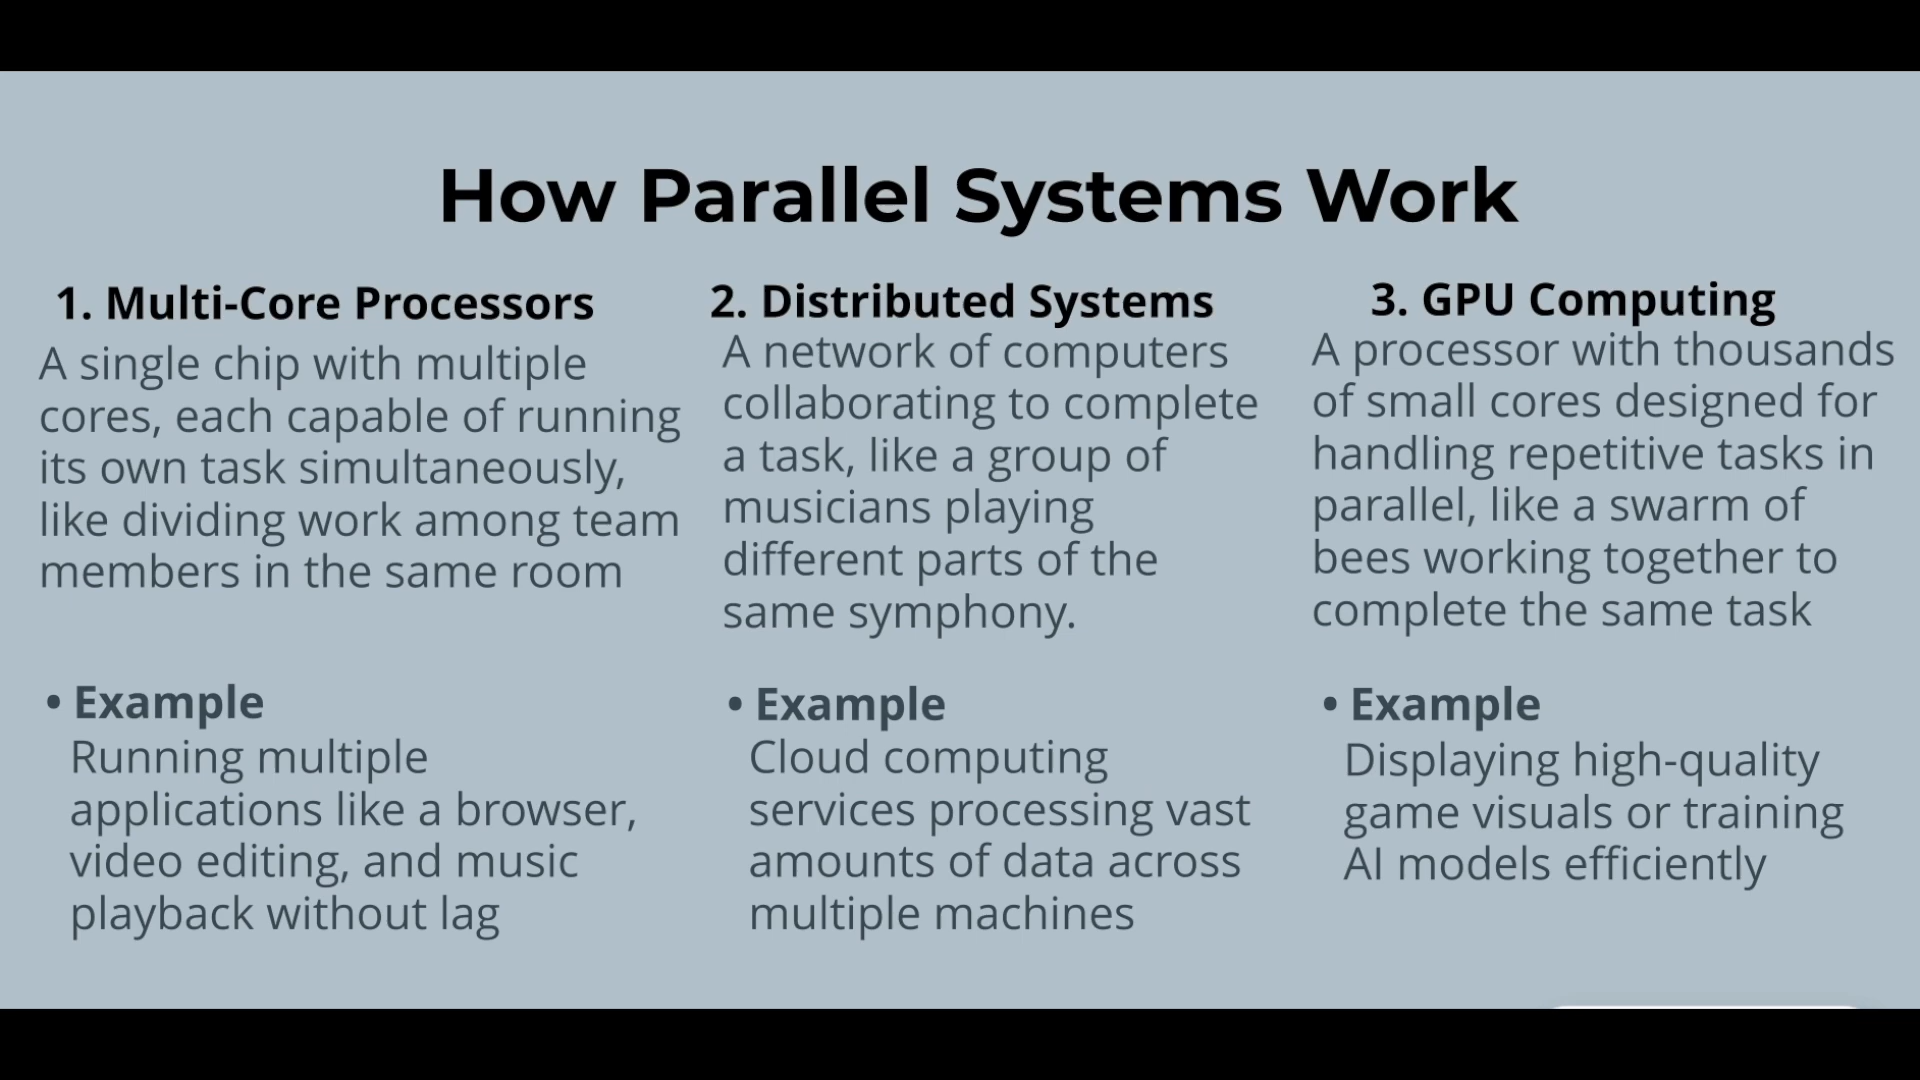 How Parallel Systems Work
1. Multi-Core Processors
A single chip with multiple
cores, each capable of running
its own task simultaneously,
like dividing work among team
members in the same room
• Example
Running multiple
applications like a browser,
video editing, and music
playback without lag
2. Distributed Systems
A network of computers
collaborating to complete
a task, like a group of
musicians playing
different parts of the
same symphony.
• Example
Cloud computing
services processing vast
amounts of data across
multiple machines
3. GPU Computing
A processor with thousands
of small cores designed for
handling repetitive tasks in
parallel, like a swarm of
bees working together to
complete the same task
• Example
Displaying high-quality
game visuals or training
AI models efficiently